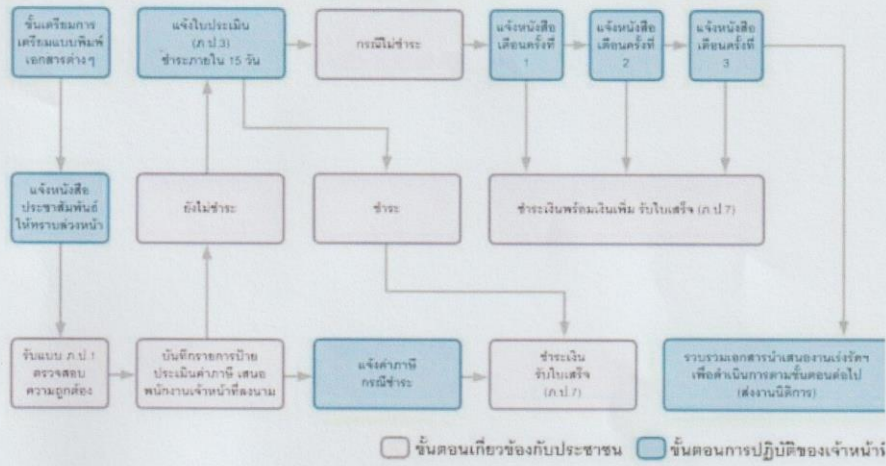 ขั้นเตรียมการ
เตรียมแบบพิมพ์
เอกสารต่างๆ
แจ้งใบประเมิน
(ภ.ป.3)
ชำระภายใน 15 วัน
กรณีไม่ชำระ
แจ้งหนังสือ
เตือนครั้งที่
1
แจ้งหนังสือ
เตือนครั้งที่
2
แจ้งหนังสือ
เตือนครั้งที่
3
แจ้งหนังสือ
ประชาสัมพันธ์
ให้ทราบล่วงหน้า
ยังไม่ชำระ
ชำระ
ชำระเงินพร้อมเงินเพิ่ม รับใบเสร็จ (ภ.ป.7)
รับแบบ ภ.ป.1
ตรวจสอบ
ความถูกต้อง
บันทึกรายการป้าย
ประเมินค่าภาษี เสนอ
พนักงานเจ้าหน้าที่ลงนาม
แจ้งค่าภาษี
กรณีชำระ
ชำระเงิน
รับใบเสร็จ
(ภ.ป.7)
รวบรวมเอกสารนำเสนองานเร่งรัดฯ
เพื่อดำเนินการตามขั้นตอนต่อไป
(ส่งงานนิติการ)
ขั้นตอนเกี่ยวข้องกับประชาชน
ขั้นตอนการปฏิบัติของเจ้าหน้าที่